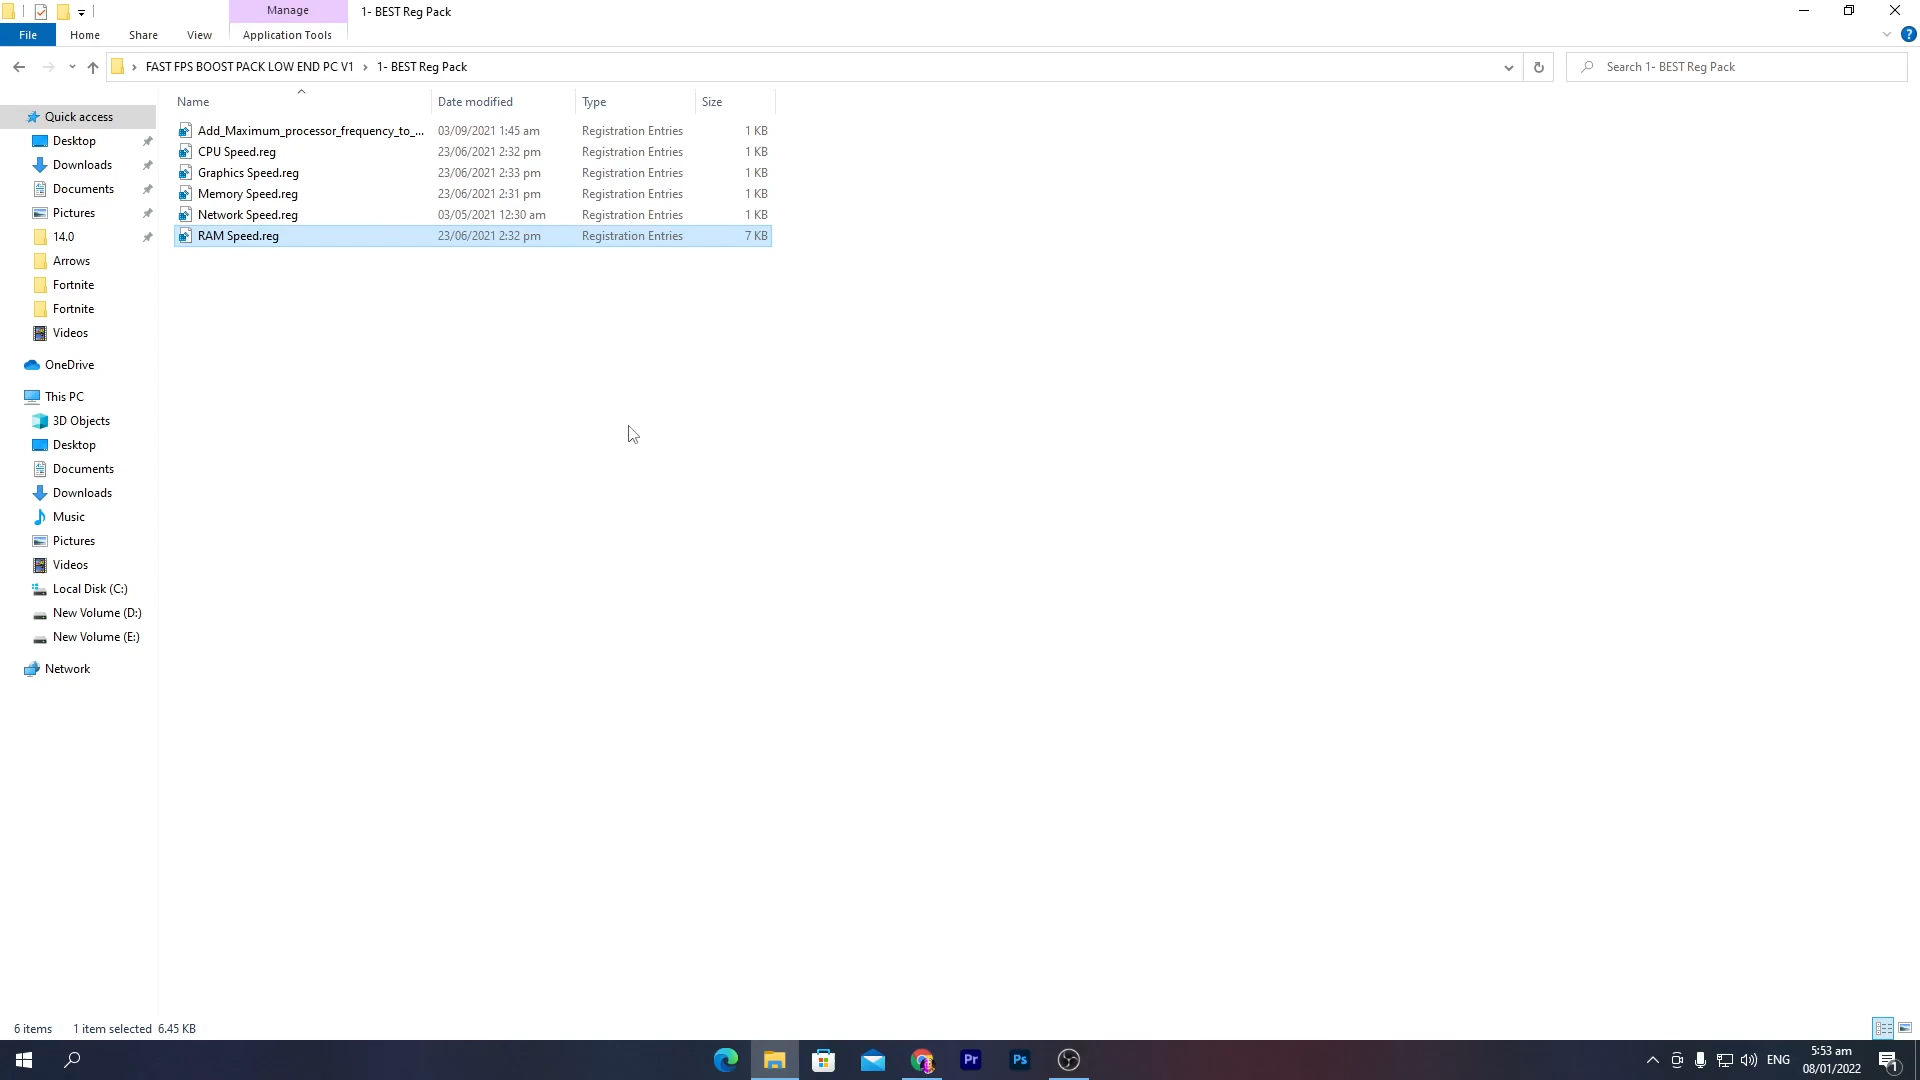 Manage
1- BEST Reg Pack
File
Home
Share
View
Application Tools
FAST FPS BOOST PACK LOW END PC V1 > 1- BEST Reg Pack
Search 1- BEST Reg Pack
Name
Date modified
Type
Size
Add_Maximum_processor_frequency_to_... 03/09/2021 1:45 am Registration Entries 1 KB
CPU Speed.reg 23/06/2021 2:32 pm Registration Entries 1 KB
Graphics Speed.reg 23/06/2021 2:33 pm Registration Entries 1 KB
Memory Speed.reg 23/06/2021 2:31 pm Registration Entries 1 KB
Network Speed.reg 03/05/2021 12:30 am Registration Entries 1 KB
RAM Speed.reg 23/06/2021 2:32 pm Registration Entries 7 KB
Quick access
Desktop
Downloads
Documents
Pictures
14.0
Arrows
Fortnite
Fortnite
Videos
OneDrive
This PC
3D Objects
Desktop
Documents
Downloads
Music
Pictures
Videos
Local Disk (C:)
New Volume (D:)
New Volume (E:)
Network
6 items
1 item selected 6.45 KB
Pr
Ps
ENG
5:53 am
08/01/2022
1